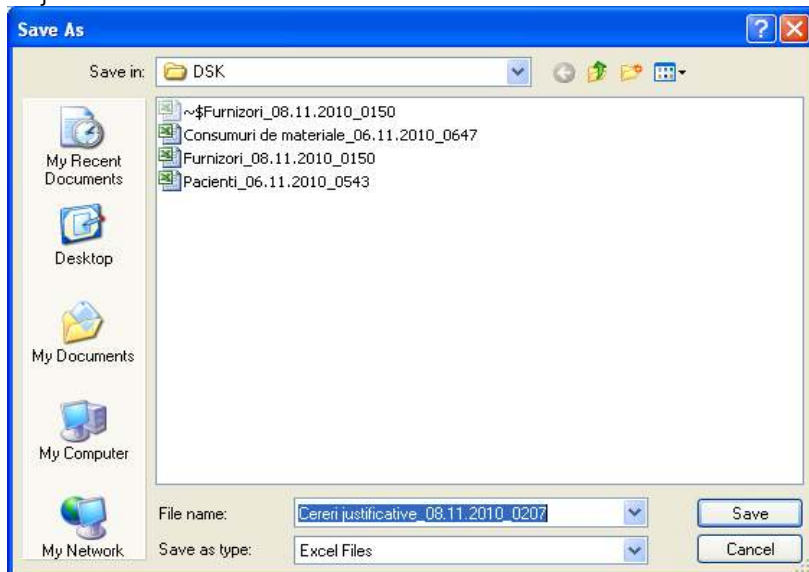 Save As
Save in: DSK
~$Furnizori_08.11.2010_0150
Consumuri de materiale_06.11.2010_0647
Furnizori_08.11.2010_0150
Pacienti_06.11.2010_0543
My Recent
Documents
Desktop
My Documents
My Computer
My Network
File name: Cereri justificative_08.11.2010_0207 Save
Save as type: Excel Files Cancel